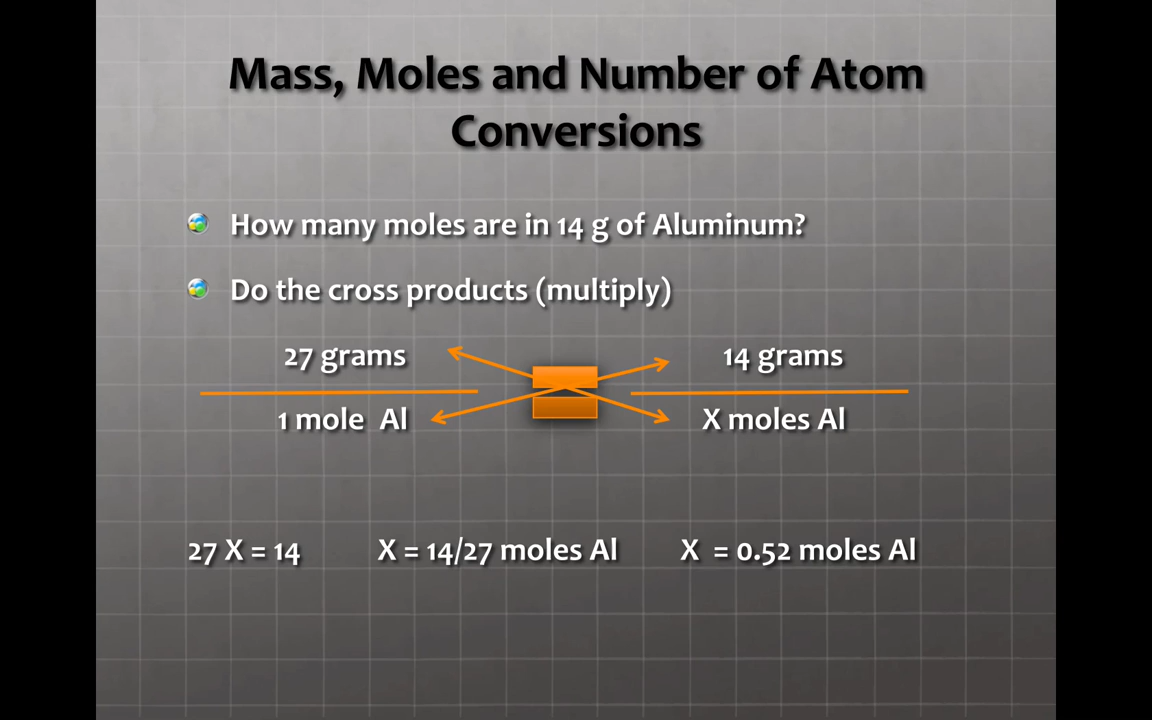 Mass, Moles and Number of Atom
Conversions
How many moles are in 14 g of Aluminum?
Do the cross products (multiply)
27 grams 14 grams
1 mole Al X moles Al
27 X = 14 X = 14/27 moles Al X = 0.52 moles Al